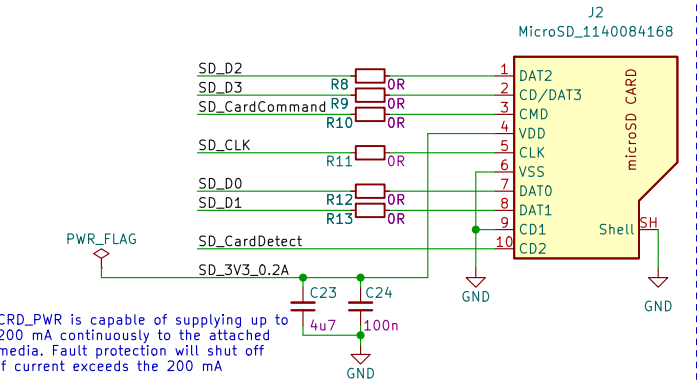 J2
MicroSD_1140084168
SD_D2 R8 0R 1 DAT2
SD_D3 R9 0R 2 CD/DAT3
SD_CardCommand R10 0R 3 CMD
4 VDD
SD_CLK R11 0R 5 CLK
6 VSS
SD_D0 R12 0R 7 DAT0
SD_D1 R13 0R 8 DAT1
9 CD1
SD_CardDetect 10 CD2
microSD CARD
Shell SH
PWR_FLAG
SD_3V3_0.2A
GND
GND
C23 4u7
C24 100n
GND
CRD_PWR is capable of supplying up to
200 mA continuously to the attached
media. Fault protection will shut off
f current exceeds the 200 mA